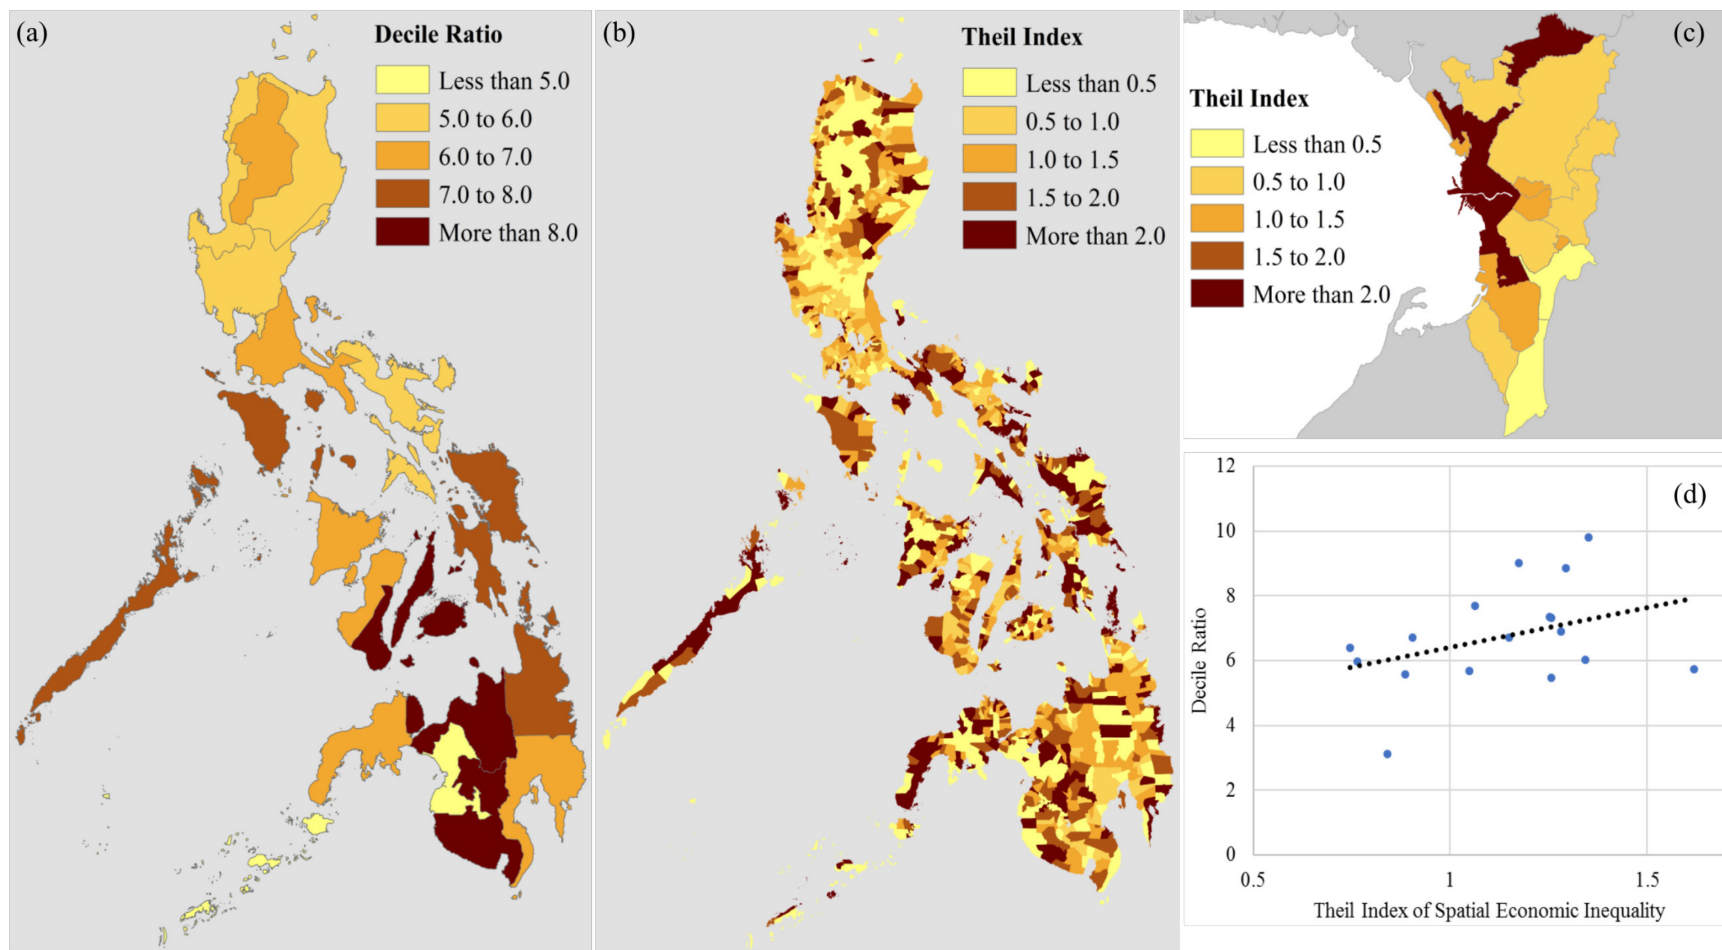 (a)
Decile Ratio
Less than 5.0
5.0 to 6.0
6.0 to 7.0
7.0 to 8.0
More than 8.0
(b)
Theil Index
Less than 0.5
0.5 to 1.0
1.0 to 1.5
1.5 to 2.0
More than 2.0
(c)
Theil Index
Less than 0.5
0.5 to 1.0
1.0 to 1.5
1.5 to 2.0
More than 2.0
(d)
Decile Ratio
12
10
8
6
4
2
0
0.5
1
1.5
Theil Index of Spatial Economic Inequality